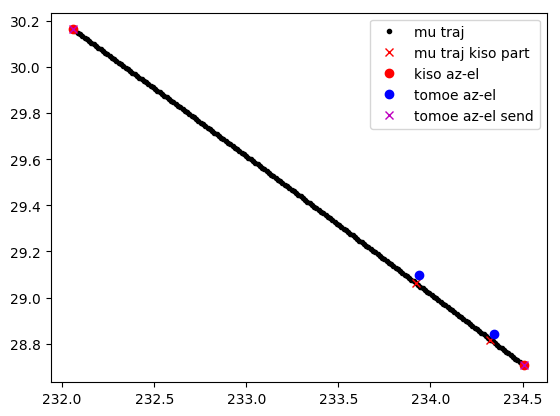 30.2
30.0
29.8
29.6
29.4
29.2
29.0
28.8
232.0 232.5 233.0 233.5 234.0 234.5
mu traj
mu traj kiso part
kiso az-el
tomoe az-el
tomoe az-el send